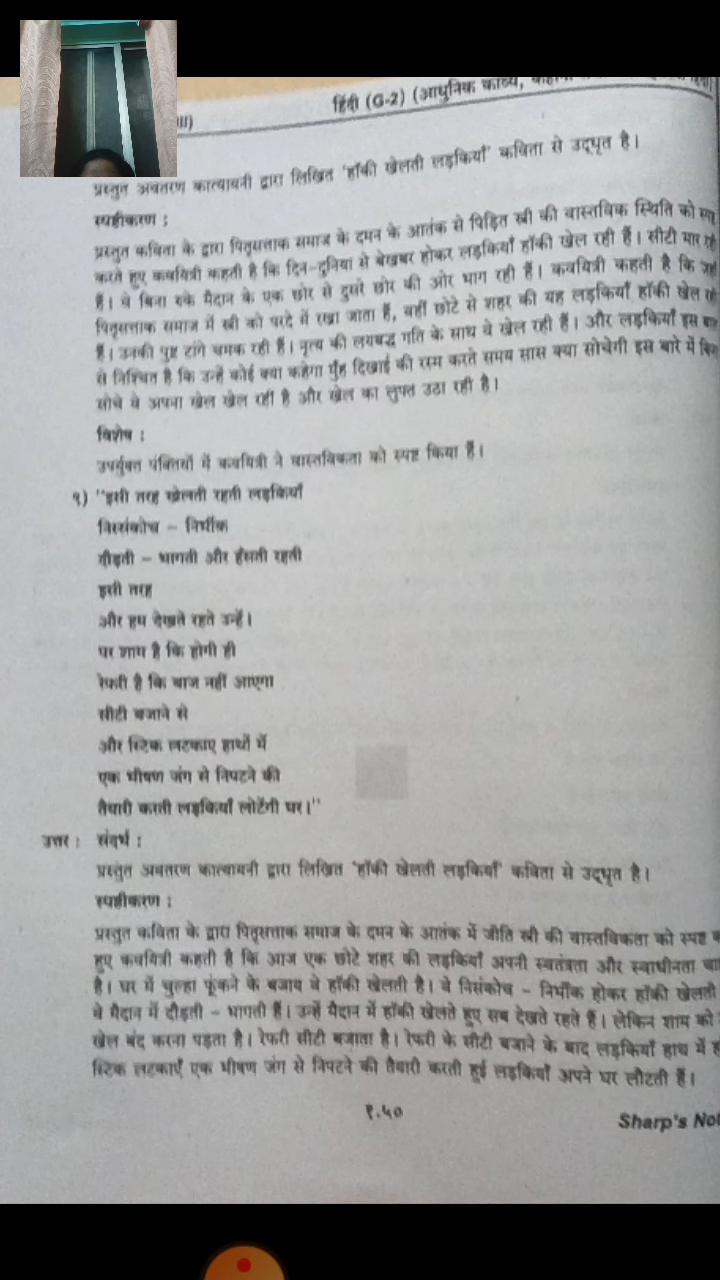 III)
हिंदी (G-2) (आधुनिक काव्य,
प्रस्तुत अवतरण कात्यायनी द्वारा लिखित 'हॉकी खेलती लड़कियाँ' कविता से उद्धृत है।
स्पष्टीकरण :
प्रस्तुत कविता के द्वारा पितृसत्ताक समाज के दमन के आतंक से पिड़ित स्त्री की वास्तविक स्थिति को
करते हुए कवयित्री कहती है कि दिन-दुनिया से बेखबर होकर लड़कियाँ हॉकी खेल रही हैं। सीटी मार
हैं। वे बिना रुके मैदान के एक छोर से दुसरे छोर की ओर भाग रही हैं। कवयित्री कहती है कि
पितृसत्ताक समाज में स्त्री को परदे में रखा जाता हैं, वहीं छोटे से शहर की यह लड़कियाँ हॉकी खेल
हैं। उनकी पुष्ट टांगे चमक रही हैं। नृत्य की लयबद्ध गति के साथ वे खेल रही हैं। और लड़कियाँ इस
से निश्चित है कि उन्हें कोई क्या कहेगा मुँह दिखाई की रस्म करते समय सास क्या सोचेगी इस बारे में
सोचे वे अपना खेल खेल रहीं है और खेल का लुफ्त उठा रही है।
विशेष :
उपर्युक्त पंक्तियों में कवयित्री ने वास्तविकता को स्पष्ट किया हैं।
९) "इसी तरह खेलती रहती लड़कियाँ
निस्संकोच – निर्भीक
दौड़ती – भागती और हँसती रहती
इसी तरह
और हम देखते रहते उन्हें।
पर शाम है कि होगी ही
रेफरी है कि बाज नहीं आएगा
सीटी बजाने से
और स्टिक लटकाए हाथों में
एक भीषण जंग से निपटने की
तैयारी करती लड़कियाँ लोटेंगी घर।"
उत्तर : संदर्भ :
प्रस्तुत अवतरण कात्यायनी द्वारा लिखित 'हॉकी खेलती लड़कियाँ' कविता से उद्धृत है।
स्पष्टीकरण :
प्रस्तुत कविता के द्वारा पितृसत्ताक समाज के दमन के आतंक में जीति स्त्री की वास्तविकता को स्पष्ट
हुए कवयित्री कहती है कि आज एक छोटे शहर की लड़कियाँ अपनी स्वतंत्रता और स्वाधीनता
है। घर में चुल्हा फूंकने के बजाय वे हॉकी खेलती है। वे निसंकोच – निर्भीक होकर हॉकी खेलती
वे मैदान में दौड़ती – भागती हैं। उन्हें मैदान में हॉकी खेलते हुए सब देखते रहते हैं। लेकिन शाम को
खेल बंद करना पड़ता है। रेफरी सीटी बजाता है। रेफरी के सीटी बजाने के बाद लड़कियाँ हाथ में
स्टिक लटकाएँ एक भीषण जंग से निपटने की तैयारी करती हुई लड़कियाँ अपने घर लौटती हैं।
१.५०
Sharp's